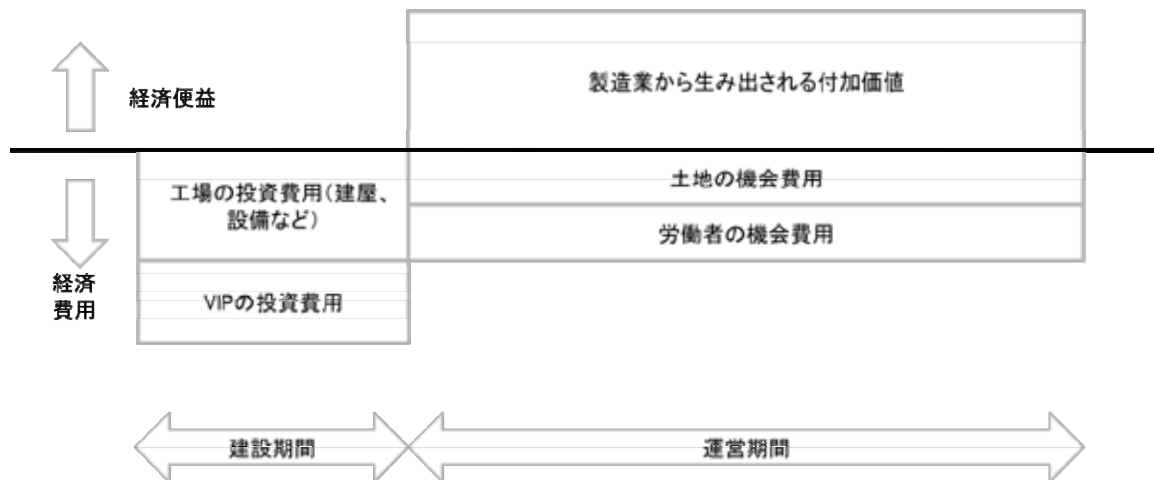 製造業から生み出される付加価値
経済便益
工場の投資費用（建屋、
設備など）
土地の機会費用
労働者の機会費用
経済
費用
VIPの投資費用
建設期間
運営期間